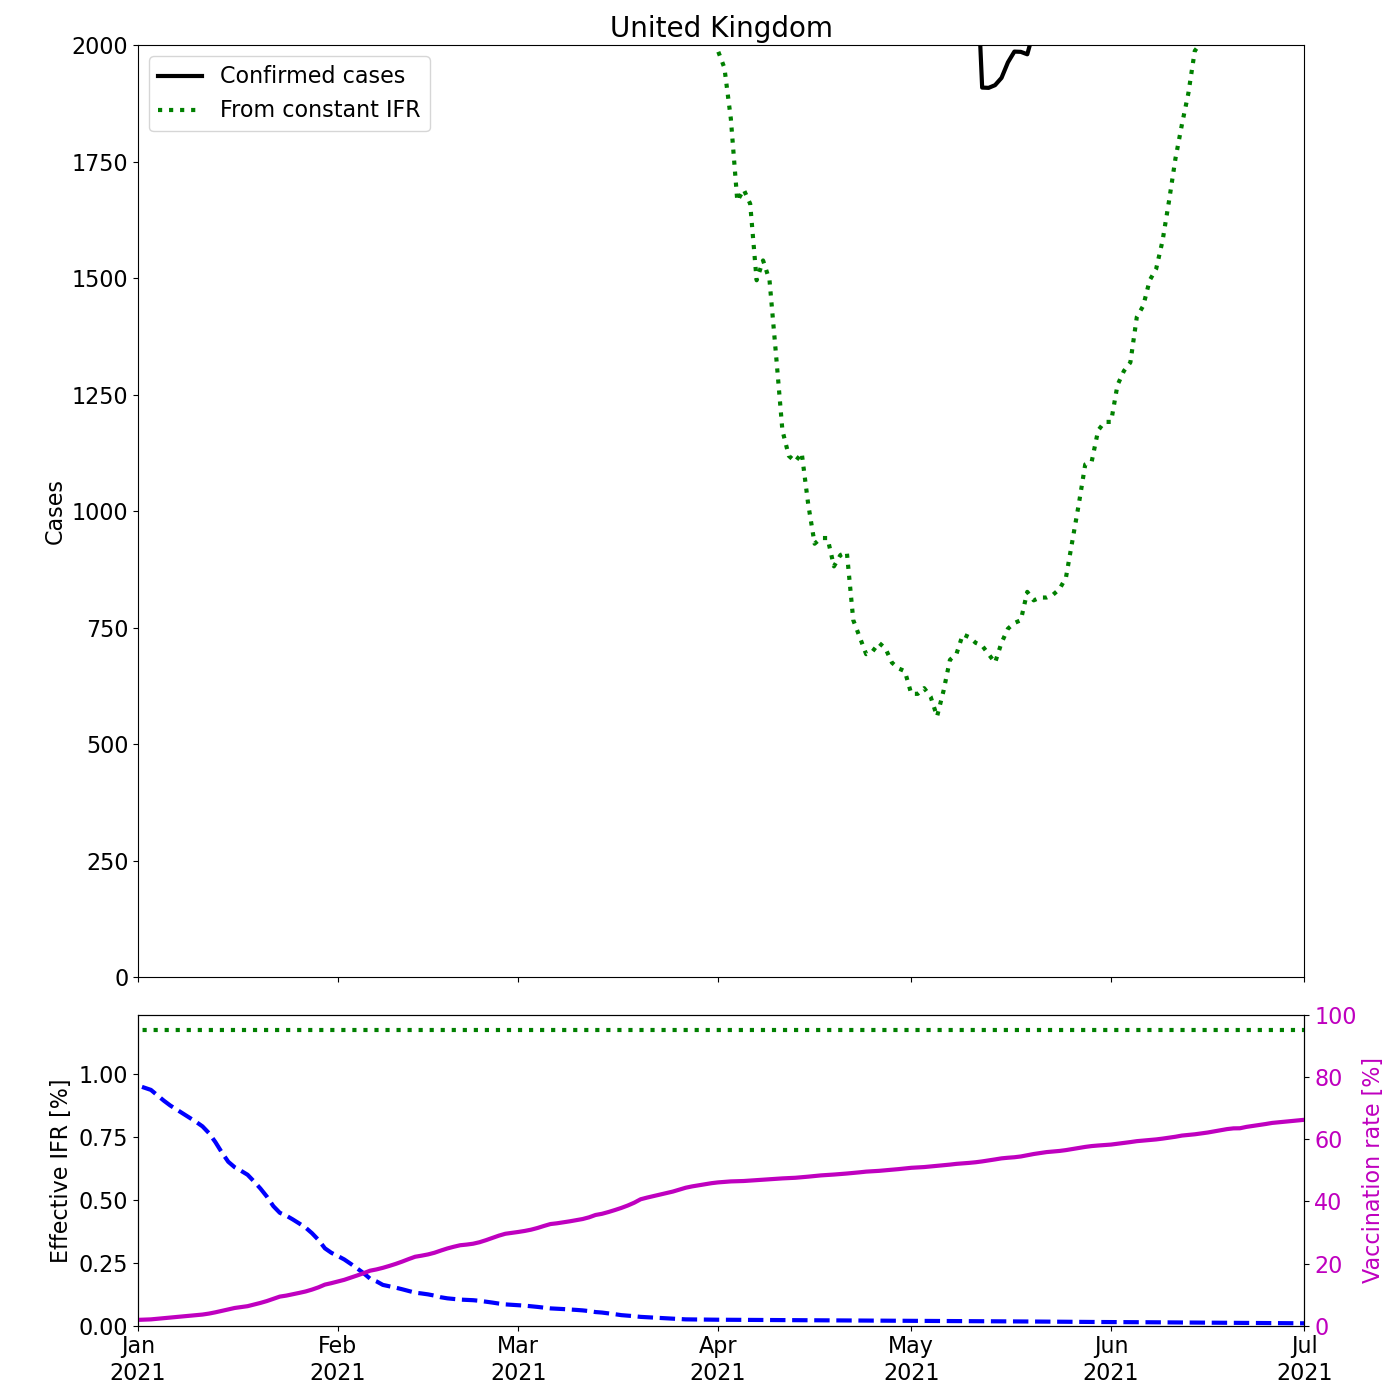 United Kingdom
2000
1750
1500
1250
1000
750
500
250
0
Cases
Confirmed cases
From constant IFR
1.00
0.75
0.50
0.25
0.00
Effective IFR [%]
100
80
60
40
20
0
Vaccination rate [%]
Jan Feb Mar Apr May Jun Jul
2021 2021 2021 2021 2021 2021 2021